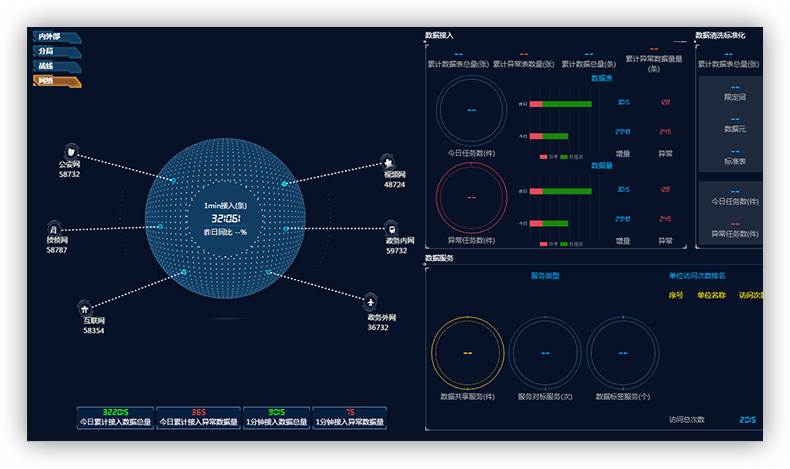 内外部
分局
战线
网络
公安网
58732
视频网
48724
技侦网
58787
政务内网
59732
互联网
58354
政务外网
36732
1min接入(条)
32061
昨日同比 --%
322015
今日累计接入数据总量
365
今日累计接入异常数据量
9015
1分钟接入数据总量
75
1分钟接入异常数据量
数据接入
--
累计数据表总量(张)
--
累计异常表数量(张)
--
累计数据总量(条)
--
累计异常数据量
(条)
数据表
--
今日任务数(件)
昨日
今日
异常 数据表
3015
128
2948
245
增量
异常
数据量
--
异常任务数(件)
昨日
今日
异常 数据表
3015
128
2948
245
增量
异常
数据清洗标准化
--
累计数据表总量(张)
--
限定词
--
数据元
--
标准表
--
今日任务数(件)
--
异常任务数(件)
数据服务
服务类型
--
数据共享服务(件)
--
服务对标服务(次)
--
数据标签服务(个)
单位访问次数排名
序号 单位名称 访问次
访问总次数 2015